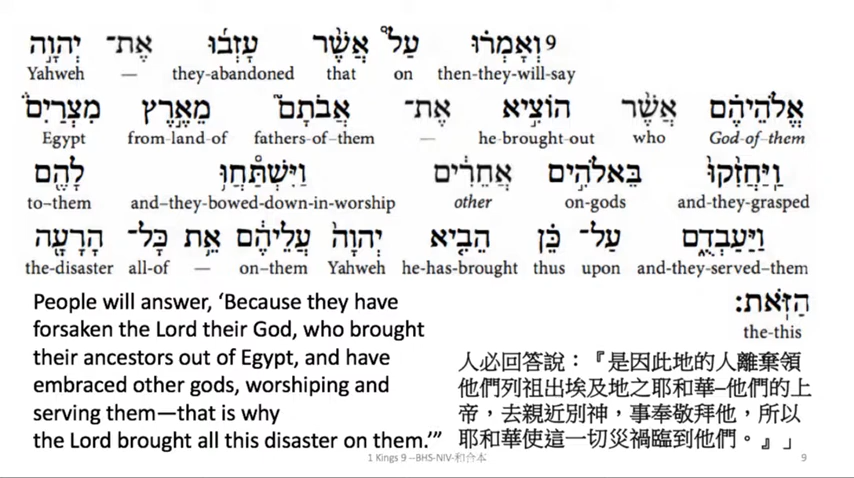 9 וְאָמְר֗וּ עַל֩ אֲשֶׁ֨ר עָזְב֜וּ אֶת־ יְהוָ֣ה
Yahweh — they-abandoned that on then-they-will-say
אֱלֹהֵיהֶ֗ם אֲשֶׁ֨ר הוֹצִ֣יא אֶת־ אֲבֹתָם֮ מֵאֶ֣רֶץ מִצְרַיִם֒
Egypt from-land-of fathers-of-them — he-brought-out who God-of-them
וַיַּחֲזִ֙קוּ֙ בֵּאלֹהִ֣ים אֲחֵרִ֔ים וַיִּשְׁתַּ֯חֲוּ֥ לָהֶ֖ם
to-them and-they-bowed-down-in-worship other on-gods and-they-grasped
וַיַּעַבְדֻ֑ם עַל־ כֵּ֗ן הֵבִ֤יא יְהוָה֙ עֲלֵיהֶ֔ם אֵ֥ת כָּל־ הָרָעָ֖ה
the-disaster all-of — on-them Yahweh he-has-brought thus upon and-they-served-them
הַזֹּֽאת׃
the-this
People will answer, ‘Because they have
forsaken the Lord their God, who brought
their ancestors out of Egypt, and have
embraced other gods, worshiping and
serving them—that is why
the Lord brought all this disaster on them.’”
人必回答說：『是因此地的人離棄領
他們列祖出埃及地之耶和華–他們的上
帝，去親近別神，事奉敬拜他，所以
耶和華使這一切災禍臨到他們。』」
1 Kings 9 --BHS-NIV-和合本
9